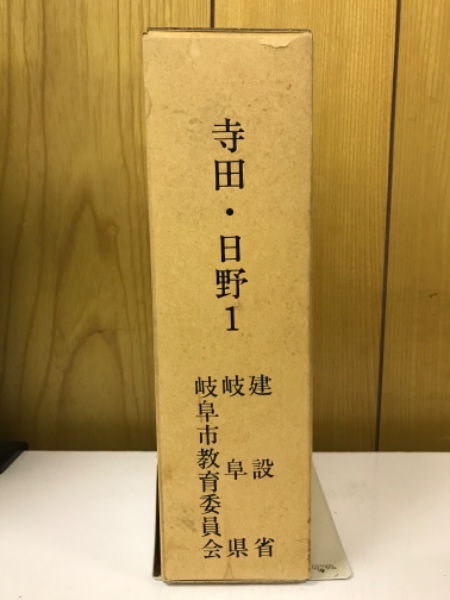 寺田・日野1
建設省
岐阜県
岐阜市教育委員会